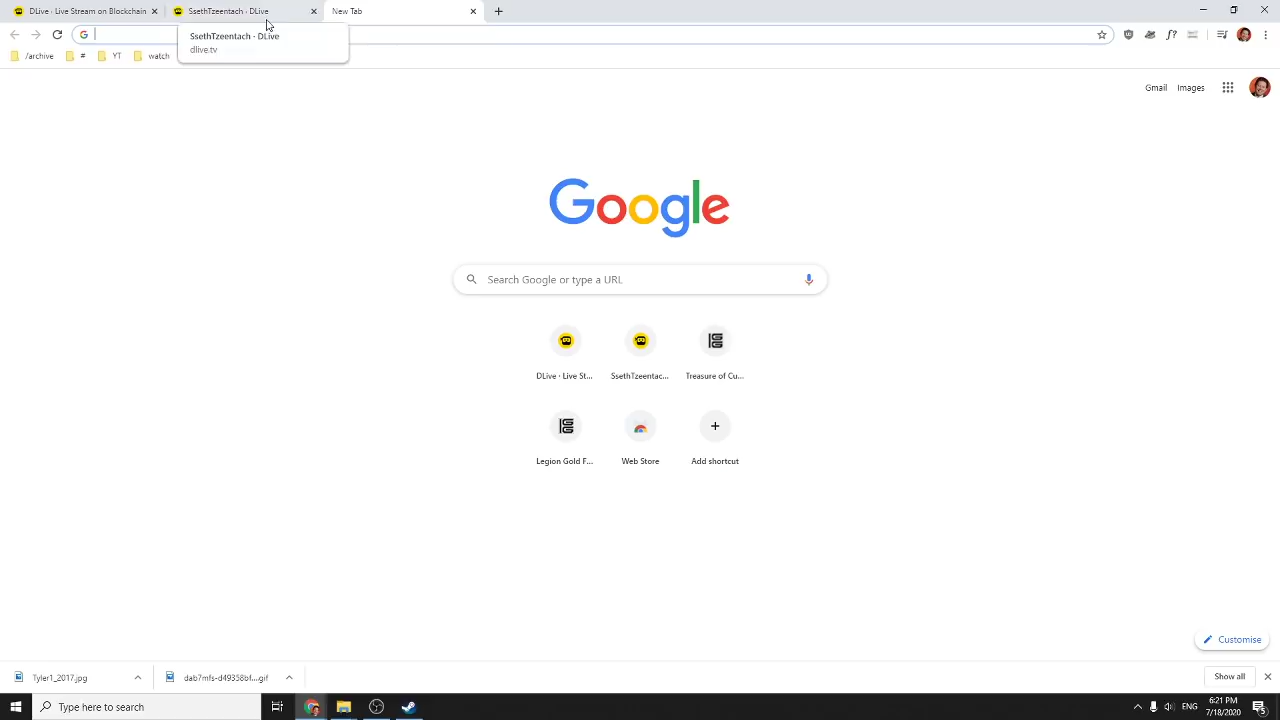 DLive · Live Stream on Blockchain
SsethTzeentach · DLive
New Tab
SsethTzeentach · DLive
dlive.tv
/archive
#
YT
watch
f?
Gmail
Images
Google
Search Google or type a URL
DLive · Live St...
SsethTzeentac...
Treasure of Cu...
Legion Gold F...
Web Store
Add shortcut
Customise
Tyler1_2017.jpg
dab7mfs-d49358bf....gif
Show all
Type here to search
ENG
6:21 PM
7/18/2020